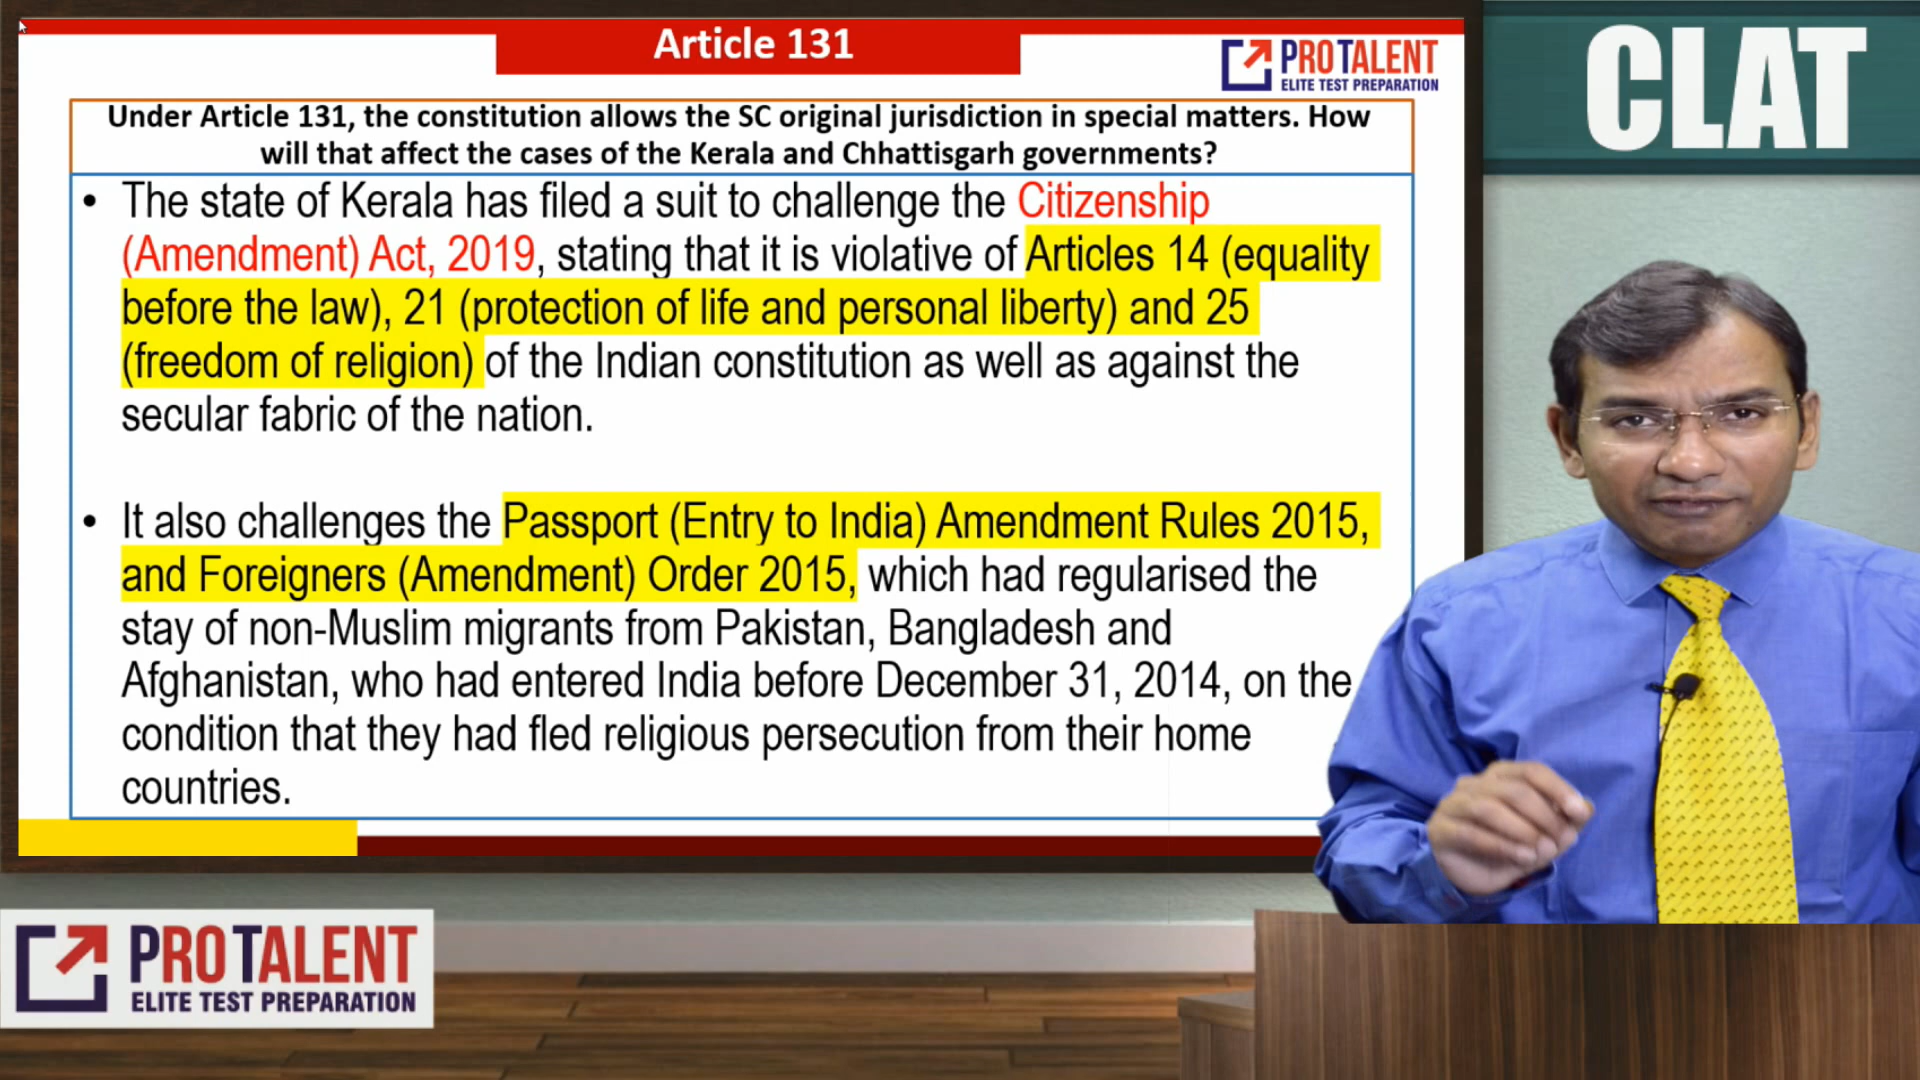 Article 131
PRO TALENT
ELITE TEST PREPARATION
CLAT
Under Article 131, the constitution allows the SC original jurisdiction in special matters. How
will that affect the cases of the Kerala and Chhattisgarh governments?
• The state of Kerala has filed a suit to challenge the Citizenship
(Amendment) Act, 2019, stating that it is violative of Articles 14 (equality
before the law), 21 (protection of life and personal liberty) and 25
(freedom of religion) of the Indian constitution as well as against the
secular fabric of the nation.
• It also challenges the Passport (Entry to India) Amendment Rules 2015,
and Foreigners (Amendment) Order 2015, which had regularised the
stay of non-Muslim migrants from Pakistan, Bangladesh and
Afghanistan, who had entered India before December 31, 2014, on the
condition that they had fled religious persecution from their home
countries.
PRO TALENT
ELITE TEST PREPARATION